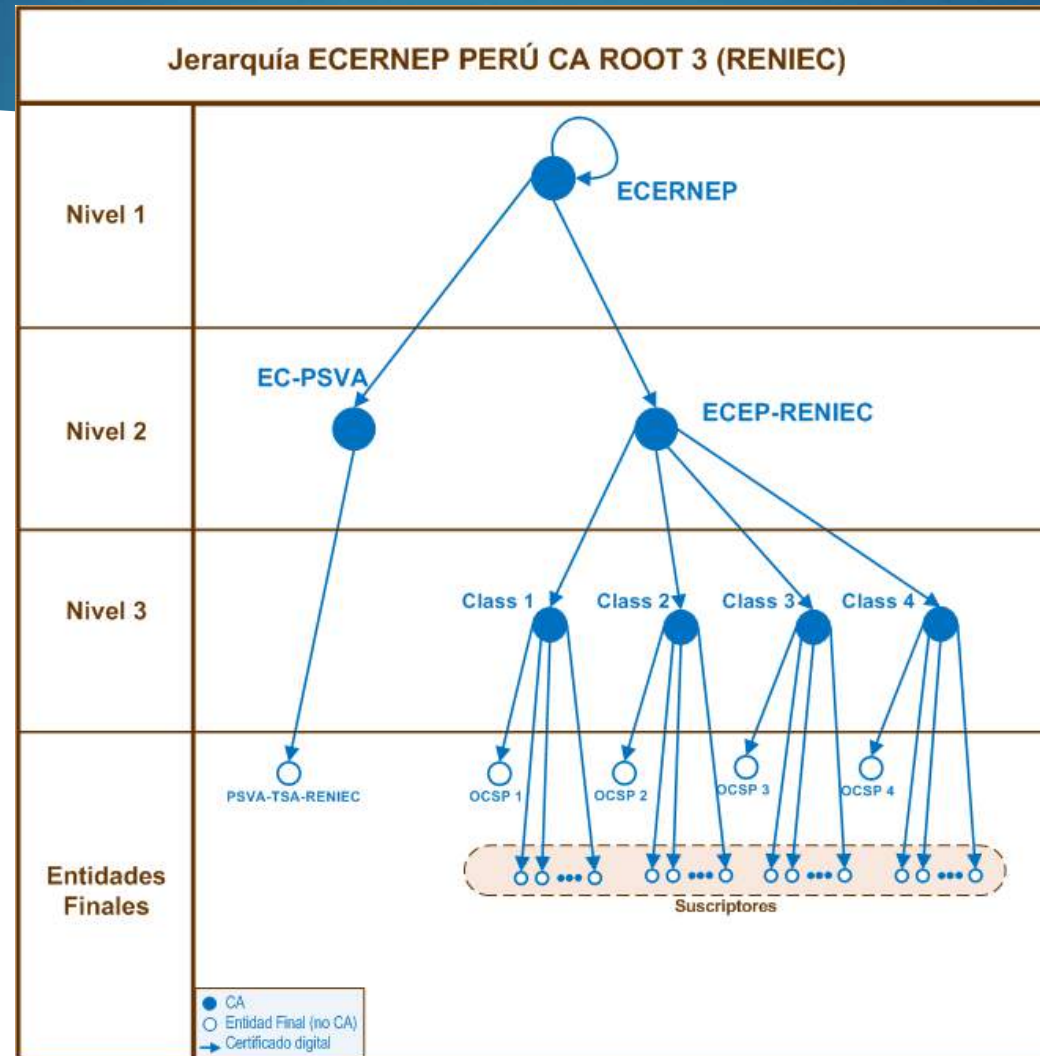 Jerarquía ECERNEP PERÚ CA ROOT 3 (RENIEC)
Nivel 1
ECERNEP
Nivel 2
EC-PSVA
ECEP-RENIEC
Nivel 3
Class 1
Class 2
Class 3
Class 4
Entidades
Finales
PSVA-TSA-RENIEC
OCSP 1
OCSP 2
OCSP 3
OCSP 4
Suscriptores
CA
Entidad Final (no CA)
Certificado digital